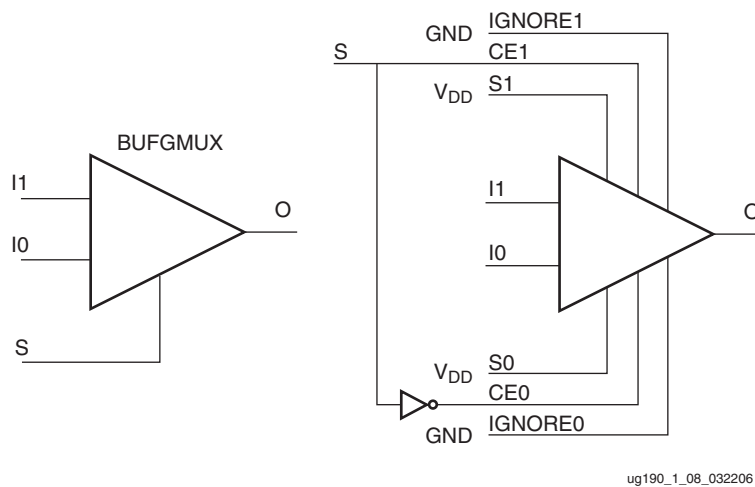 BUFGMUX
I1
I0
S
O
GND IGNORE1
S CE1
VDD S1
I1
I0
O
VDD S0
CE0
GND IGNORE0
ug190_1_08_032206